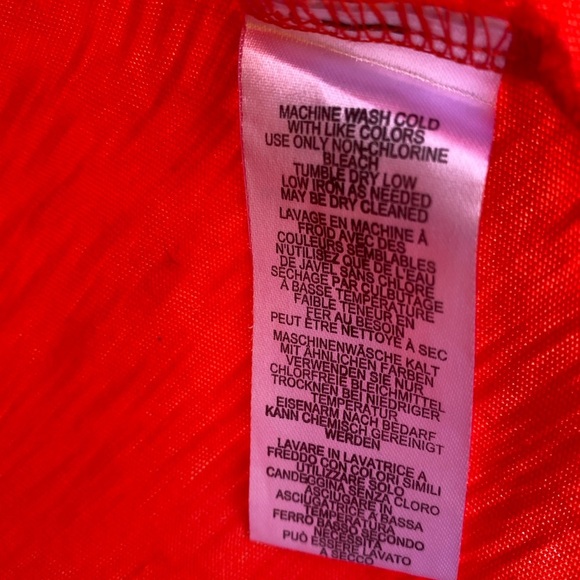 MACHINE WASH COLD
WITH LIKE COLORS
USE ONLY NON-CHLORINE
BLEACH
TUMBLE DRY LOW
LOW IRON AS NEEDED
MAY BE DRY CLEANED
LAVAGE EN MACHINE À
FROID AVEC DES
COULEURS SEMBLABLES
N'UTILISEZ QUE DE L'EAU
DE JAVEL SANS CHLORE
SÉCHAGE PAR CULBUTAGE
A BASSE TEMPÉRATURE
FAIBLE TENEUR EN
FER AU BESOIN
PEUT ÊTRE NETTOYÉ À SEC
MASCHINENWÄSCHE KALT
MIT ÄHNLICHEN FARBEN
VERWENDEN SIE NUR
CHLORFREIE BLEICHMITTEL
TROCKNEN BEI NIEDRIGER
TEMPERATUR
EISENARM NACH BEDARF
KANN CHEMISCH GEREINIGT
WERDEN
LAVARE IN LAVATRICE A
FREDDO CON COLORI SIMILI
UTILIZZARE SOLO
CANDEGGINA SENZA CLORO
ASCIUGARE IN
ASCIUGATRICE A BASSA
TEMPERATURA
FERRO BASSO SECONDO
NECESSITÀ
PUÒ ESSERE LAVATO
A SECCO